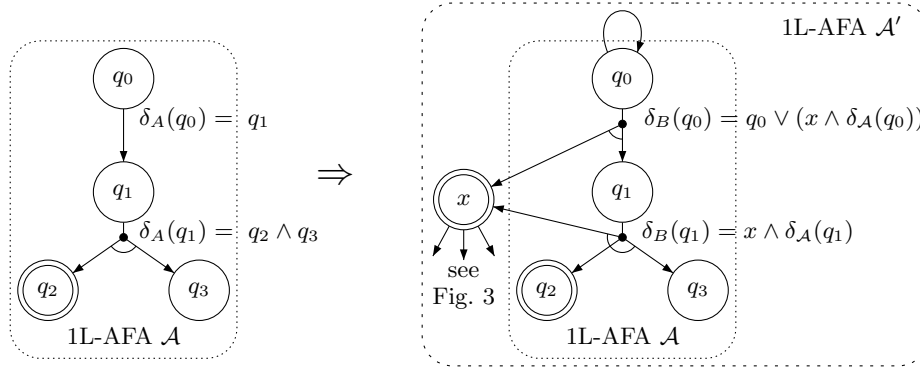 q0
δA(q0) = q1
q1
δA(q1) = q2 ∧ q3
q2
q3
1L-AFA 𝒜
⇒
1L-AFA 𝒜′
q0
δB(q0) = q0 ∨ (x ∧ δ𝒜(q0))
q1
x
δB(q1) = x ∧ δ𝒜(q1)
see
Fig. 3
q2
q3
1L-AFA 𝒜